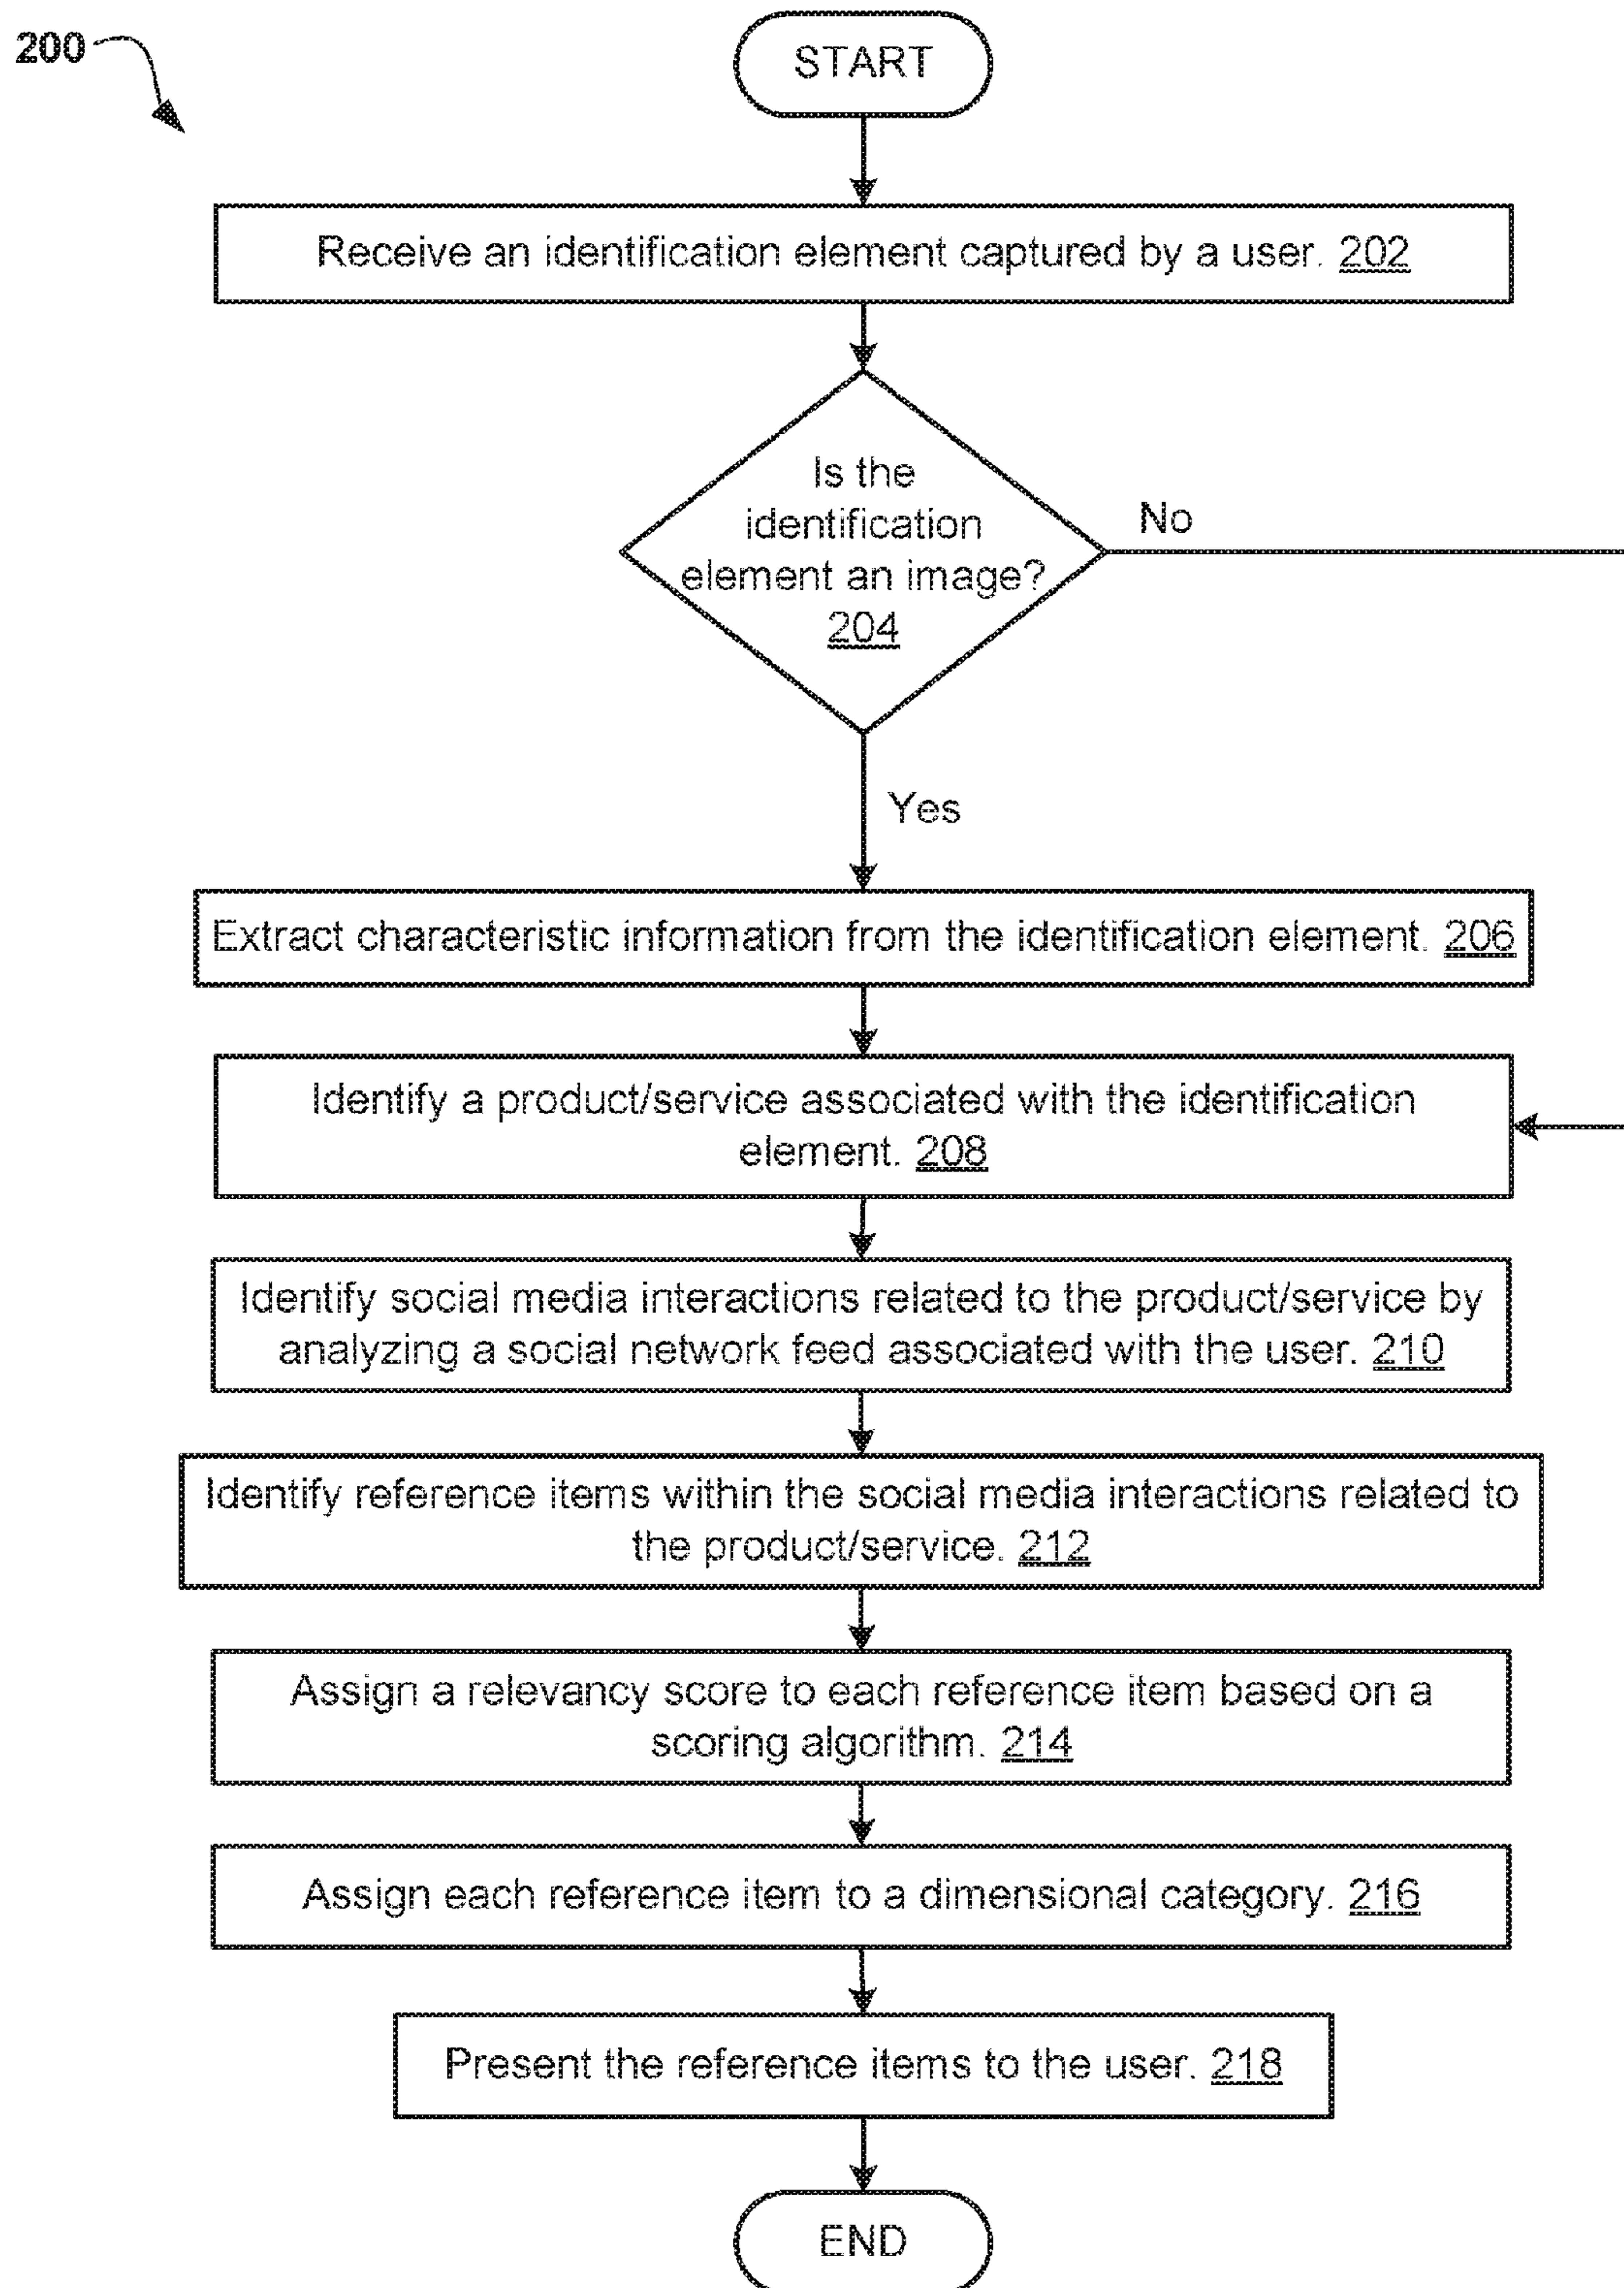 200
START
Receive an identification element captured by a user. 202
Is the
identification
element an image?
204
No
Yes
Extract characteristic information from the identification element. 206
Identify a product/service associated with the identification
element. 208
Identify social media interactions related to the product/service by
analyzing a social network feed associated with the user. 210
Identify reference items within the social media interactions related to
the product/service. 212
Assign a relevancy score to each reference item based on a
scoring algorithm. 214
Assign each reference item to a dimensional category. 216
Present the reference items to the user. 218
END